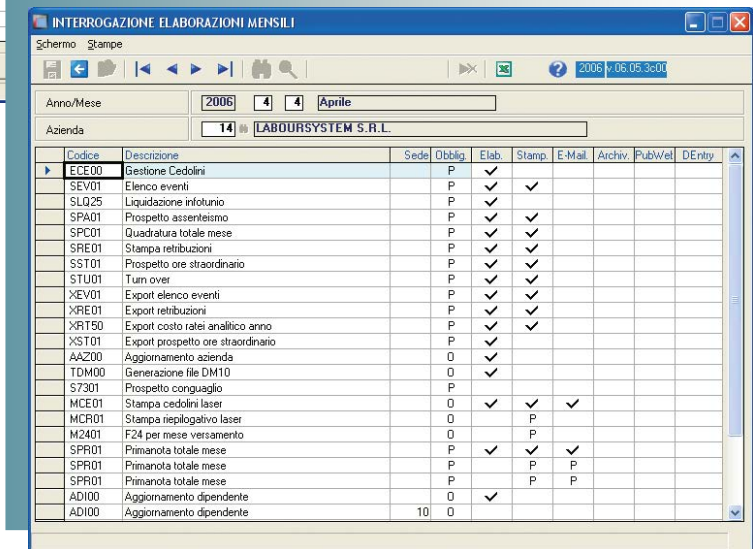 INTERROGAZIONE ELABORAZIONI MENSILI
Schermo Stampe
2006 v.06.05.3c00
Anno/Mese 2006 4 4 Aprile
Azienda 14 LABOURSYSTEM S.R.L.
Codice Descrizione Sede Obblig. Elab. Stamp. E-Mail. Archiv. PubWet DEntry
ECE00 Gestione Cedolini P ✓
SEV01 Elenco eventi P ✓ ✓
SLQ25 Liquidazione infotunio P ✓
SPA01 Prospetto assenteismo P ✓ ✓
SPC01 Quadratura totale mese P ✓ ✓
SRE01 Stampa retribuzioni P ✓ ✓
SST01 Prospetto ore straordinario P ✓ ✓
STU01 Turn over P ✓ ✓
XEV01 Export elenco eventi P ✓ ✓
XRE01 Export retribuzioni P ✓ ✓
XRT50 Export costo ratei analitico anno P ✓ ✓
XST01 Export prospetto ore straordinario P ✓
AAZ00 Aggiornamento azienda O ✓
TDM00 Generazione file DM10 O ✓
S7301 Prospetto conguaglio P
MCE01 Stampa cedolini laser O ✓ ✓ ✓
MCR01 Stampa riepilogativo laser O P
M2401 F24 per mese versamento O P
SPR01 Primanota totale mese P ✓ ✓ ✓
SPR01 Primanota totale mese P P P
SPR01 Primanota totale mese P P P
ADI00 Aggiornamento dipendente O ✓
ADI00 Aggiornamento dipendente 10 O